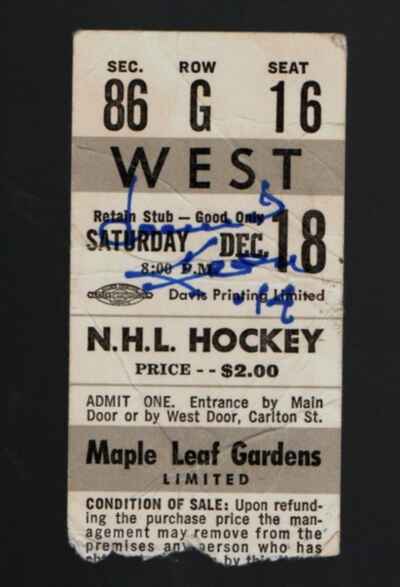 SEC. ROW SEAT
86 G 16
WEST
Retain Stub — Good Only
SATURDAY DEC. 18
8:00 P.M.
Davis Printing Limited
N.H.L. HOCKEY
PRICE - - $2.00
ADMIT ONE. Entrance by Main
Door or by West Door, Carlton St.
Maple Leaf Gardens
LIMITED
CONDITION OF SALE: Upon refund-
ing the purchase price the man-
agement may remove from the
premises any person who has